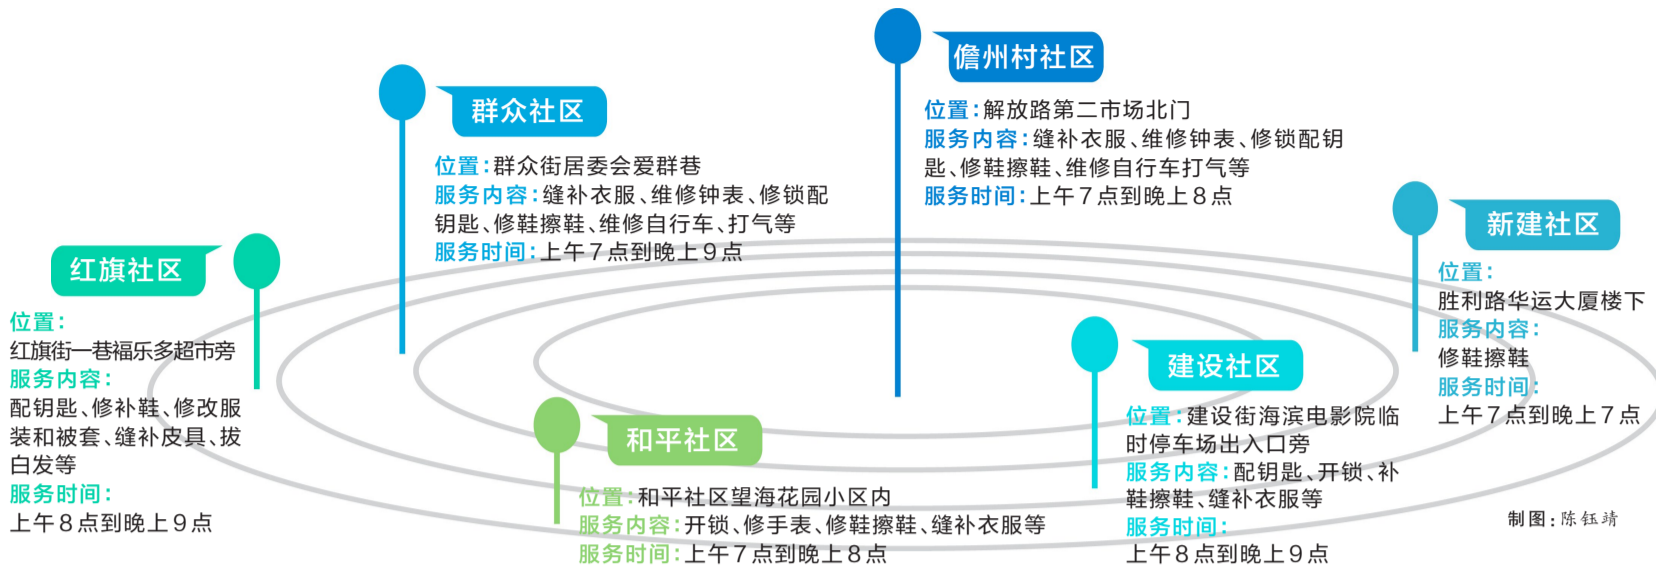 儋州村社区
位置：解放路第二市场北门
服务内容：缝补衣服、维修钟表、修锁配钥
匙、修鞋擦鞋、维修自行车打气等
服务时间：上午7点到晚上8点
群众社区
位置：群众街居委会爱群巷
服务内容：缝补衣服、维修钟表、修锁配
钥匙、修鞋擦鞋、维修自行车、打气等
服务时间：上午7点到晚上9点
新建社区
位置：
胜利路华运大厦楼下
服务内容：
修鞋擦鞋
服务时间：
上午7点到晚上7点
红旗社区
位置：
红旗街一巷福乐多超市旁
服务内容：
配钥匙、修补鞋、修改服
装和被套、缝补皮具、拔
白发等
服务时间：
上午8点到晚上9点
建设社区
位置：建设街海滨电影院临
时停车场出入口旁
服务内容：配钥匙、开锁、补
鞋擦鞋、缝补衣服等
服务时间：
上午8点到晚上9点
和平社区
位置：和平社区望海花园小区内
服务内容：开锁、修手表、修鞋擦鞋、缝补衣服等
服务时间：上午7点到晚上8点
制图：陈钰靖